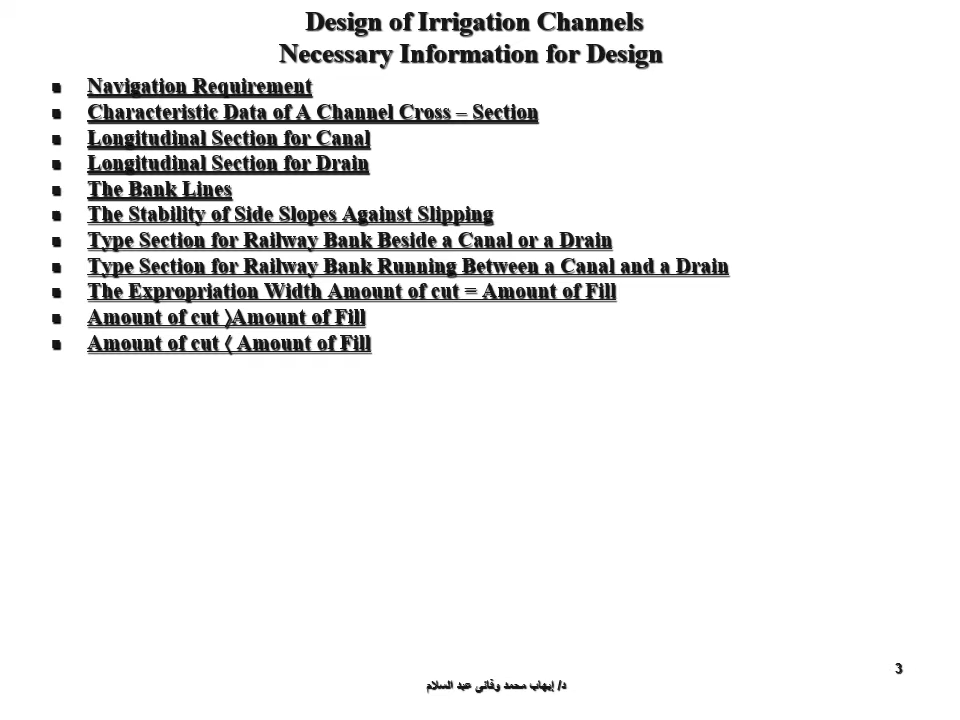 Design of Irrigation Channels
Necessary Information for Design
▪ Navigation Requirement
▪ Characteristic Data of A Channel Cross – Section
▪ Longitudinal Section for Canal
▪ Longitudinal Section for Drain
▪ The Bank Lines
▪ The Stability of Side Slopes Against Slipping
▪ Type Section for Railway Bank Beside a Canal or a Drain
▪ Type Section for Railway Bank Running Between a Canal and a Drain
▪ The Expropriation Width Amount of cut = Amount of Fill
▪ Amount of cut 〉Amount of Fill
▪ Amount of cut 〈 Amount of Fill
3
د/ إيهاب محمد وفائي عبد السلام